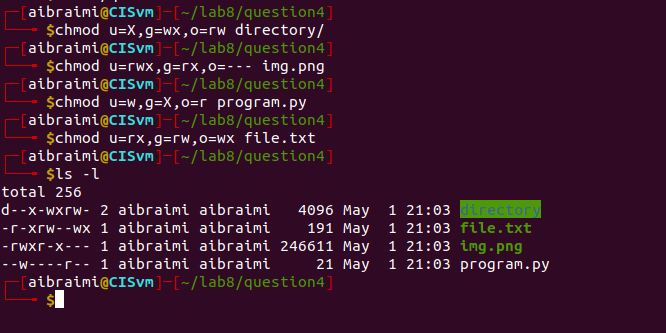 ┌─[aibraimi@CISvm]─[~/lab8/question4]
└──╼ $chmod u=X,g=wx,o=rw directory/
┌─[aibraimi@CISvm]─[~/lab8/question4]
└──╼ $chmod u=rwx,g=rx,o=--- img.png
┌─[aibraimi@CISvm]─[~/lab8/question4]
└──╼ $chmod u=w,g=X,o=r program.py
┌─[aibraimi@CISvm]─[~/lab8/question4]
└──╼ $chmod u=rx,g=rw,o=wx file.txt
┌─[aibraimi@CISvm]─[~/lab8/question4]
└──╼ $ls -l
total 256
d--x-wxrw- 2 aibraimi aibraimi   4096 May  1 21:03 directory
-r-xrw--wx 1 aibraimi aibraimi    191 May  1 21:03 file.txt
-rwxr-x--- 1 aibraimi aibraimi 246611 May  1 21:03 img.png
--w----r-- 1 aibraimi aibraimi     21 May  1 21:03 program.py
┌─[aibraimi@CISvm]─[~/lab8/question4]
└──╼ $